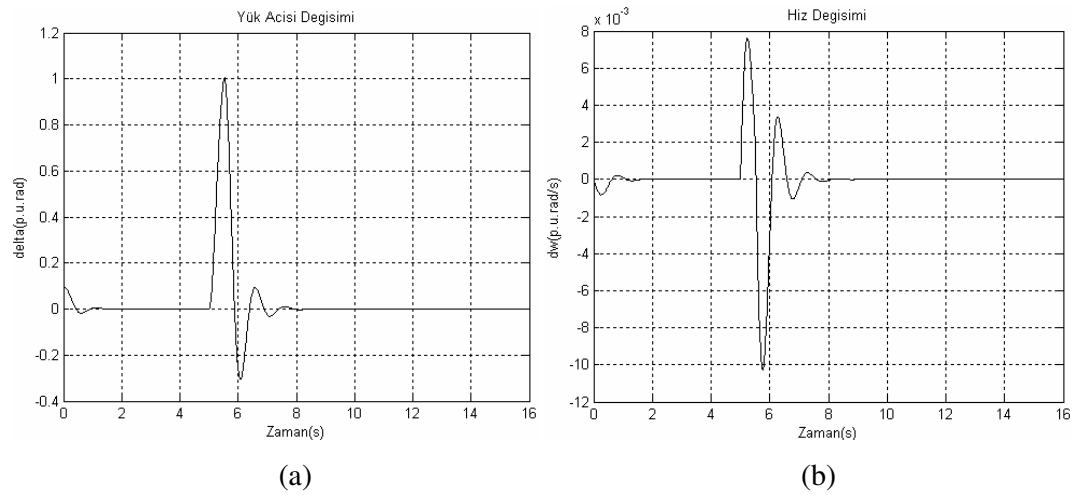 Yük Acisi Degisimi
1.2
1
0.8
0.6
0.4
0.2
0
-0.2
-0.4
delta(p.u.rad)
0 2 4 6 8 10 12 14 16
Zaman(s)
(a)
Hiz Degisimi
x 10^-3
8
6
4
2
0
-2
-4
-6
-8
-10
-12
dw(p.u.rad/s)
0 2 4 6 8 10 12 14 16
Zaman(s)
(b)